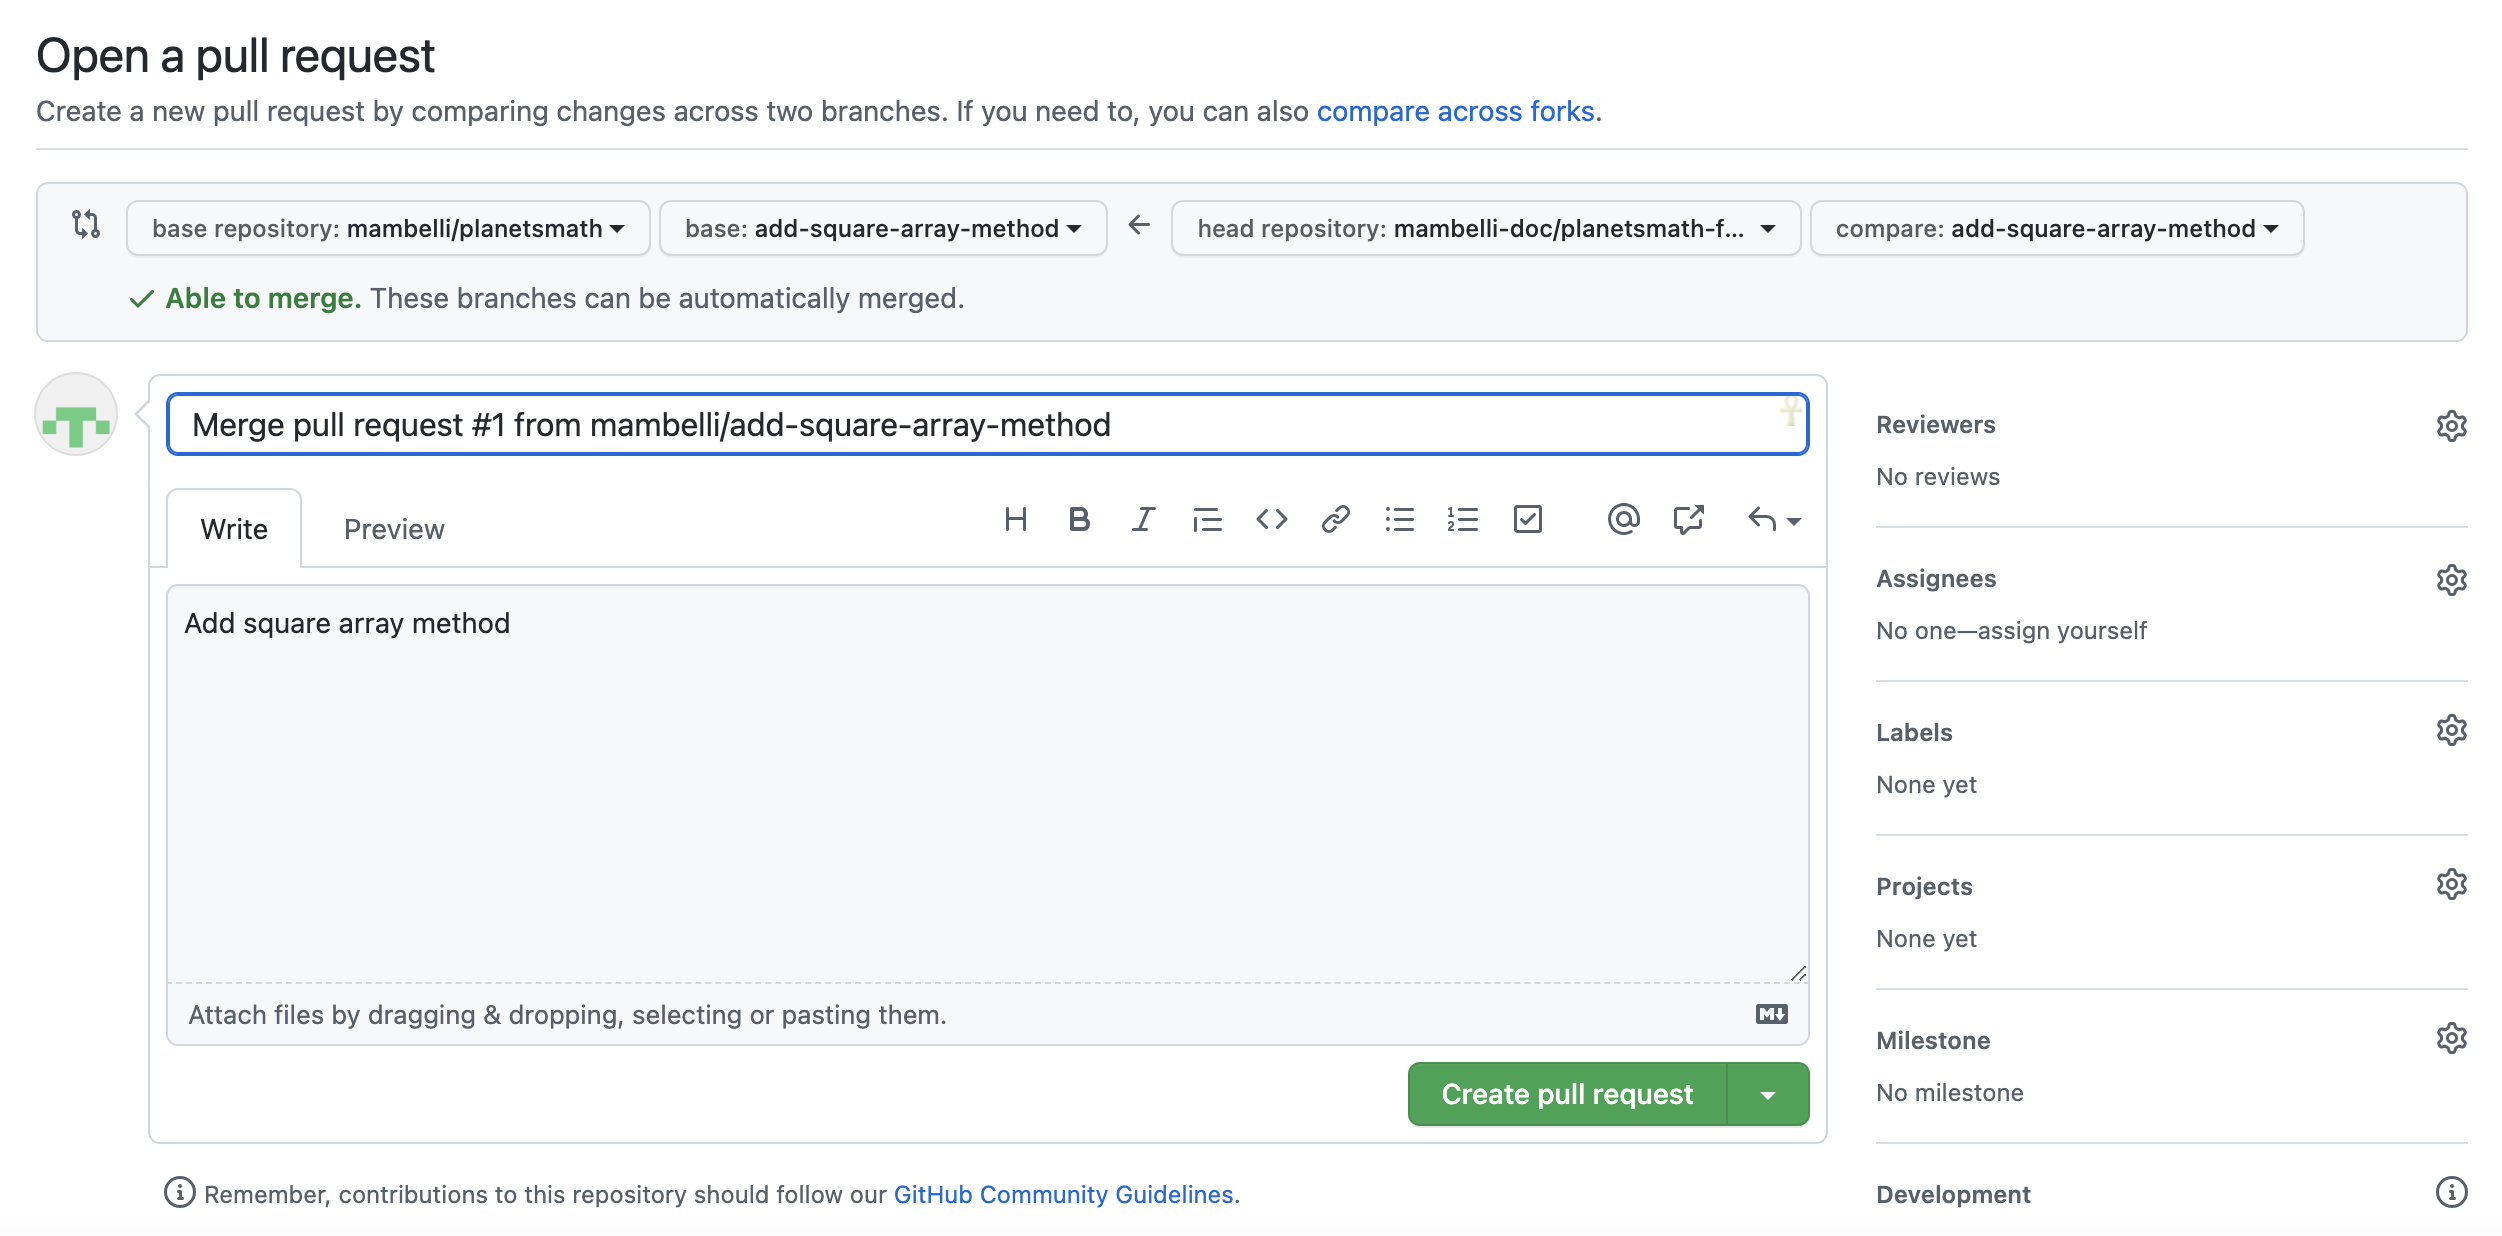 Open a pull request
Create a new pull request by comparing changes across two branches. If you need to, you can also compare across forks.
base repository: mambelli/planetsmath
base: add-square-array-method
head repository: mambelli-doc/planetsmath-f...
compare: add-square-array-method
Able to merge. These branches can be automatically merged.
Merge pull request #1 from mambelli/add-square-array-method
Write
Preview
Add square array method
Attach files by dragging & dropping, selecting or pasting them.
Create pull request
Remember, contributions to this repository should follow our GitHub Community Guidelines.
Reviewers
No reviews
Assignees
No one—assign yourself
Labels
None yet
Projects
None yet
Milestone
No milestone
Development